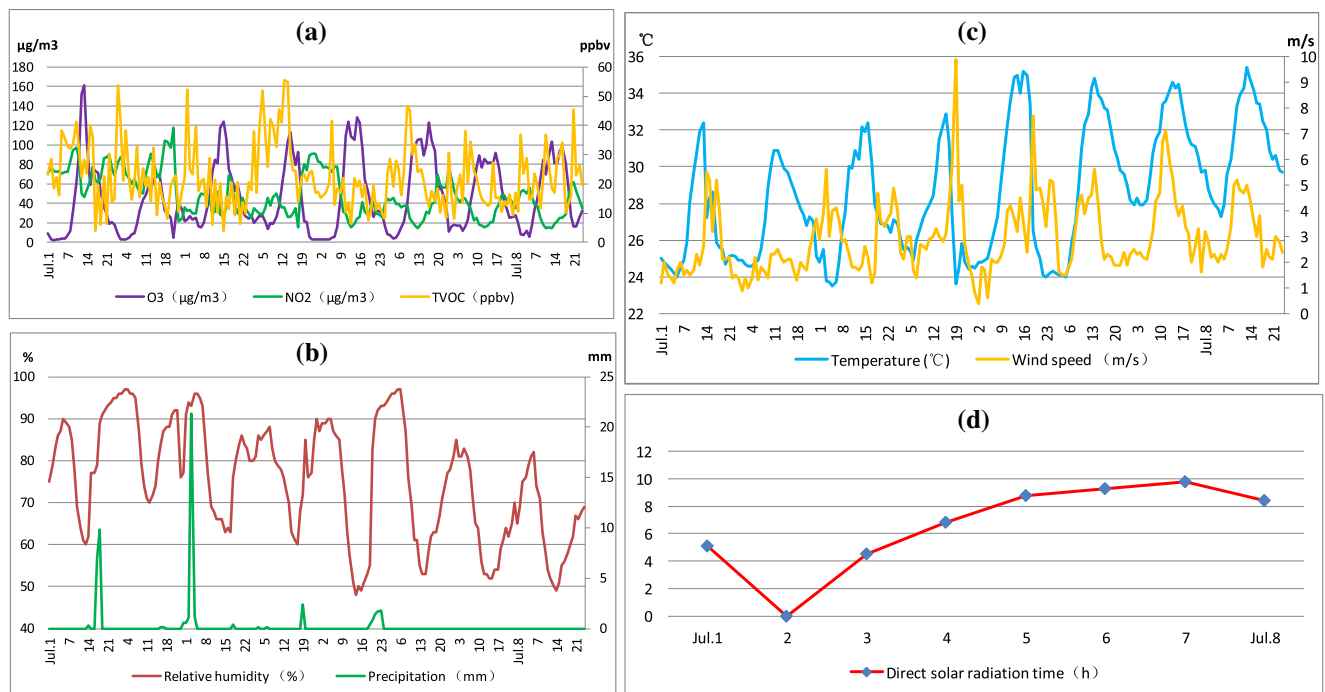 (a)
μg/m3 ppbv
180 160 140 120 100 80 60 40 20 0
60 50 40 30 20 10 0
Jul.1 7 14 21 4 11 18 1 8 15 22 5 12 19 2 9 16 23 6 13 20 3 10 17 Jul.8 7 14 21
O3（μg/m3） NO2（μg/m3） TVOC（ppbv)
(b)
% mm
100 90 80 70 60 50 40
25 20 15 10 5 0
Jul.1 7 14 21 4 11 18 1 8 15 22 5 12 19 2 9 16 23 6 13 20 3 10 17 Jul.8 7 14 21
Relative humidity （%） Precipitation（mm）
(c)
℃ m/s
36 34 32 30 28 26 24 22
10 9 8 7 6 5 4 3 2 1 0
Jul.1 7 14 21 4 11 18 1 8 15 22 5 12 19 2 9 16 23 6 13 20 3 10 17 Jul.8 7 14 21
Temperature (℃) Wind speed （m/s）
(d)
12 10 8 6 4 2 0
Jul.1 2 3 4 5 6 7 Jul.8
Direct solar radiation time（h）